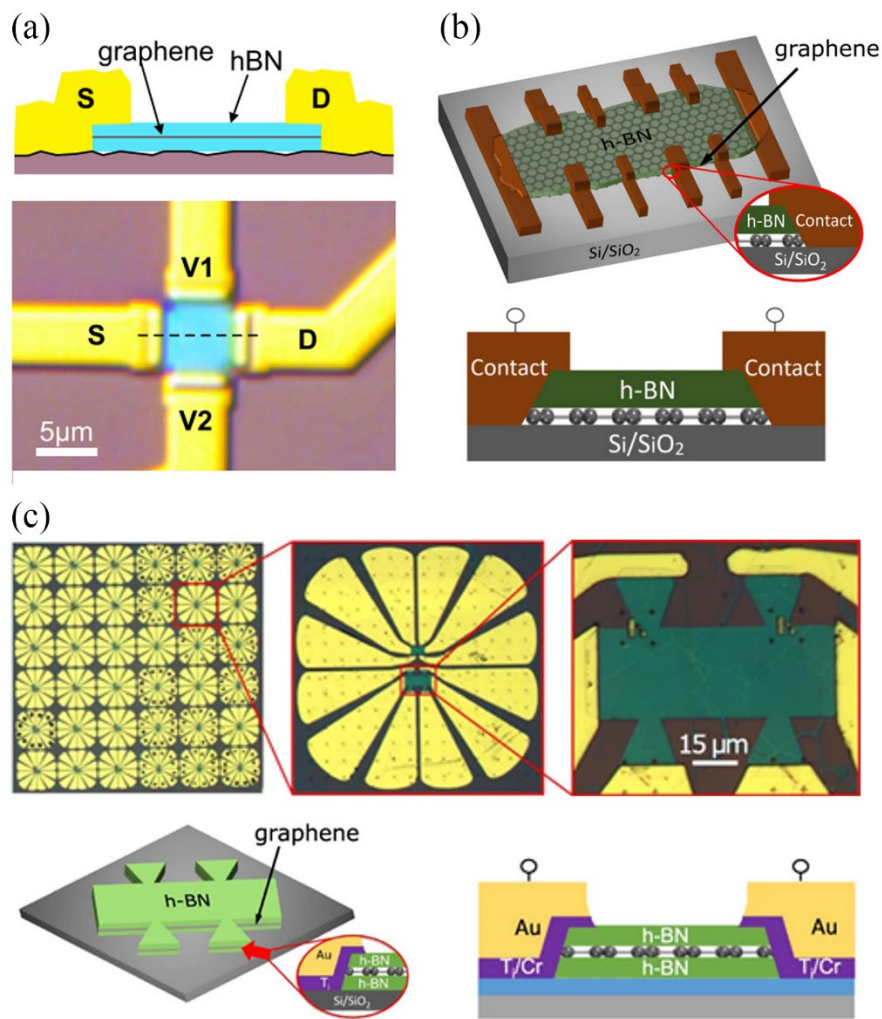 (a)
graphene
hBN
S
D
V1
S
D
V2
5µm
(b)
graphene
h-BN
Si/SiO2
h-BN
Contact
Si/SiO2
Contact
Contact
h-BN
Si/SiO2
(c)
15 µm
graphene
h-BN
Au
h-BN
Ti
h-BN
Si/SiO2
Au
h-BN
Au
Ti/Cr
h-BN
Ti/Cr